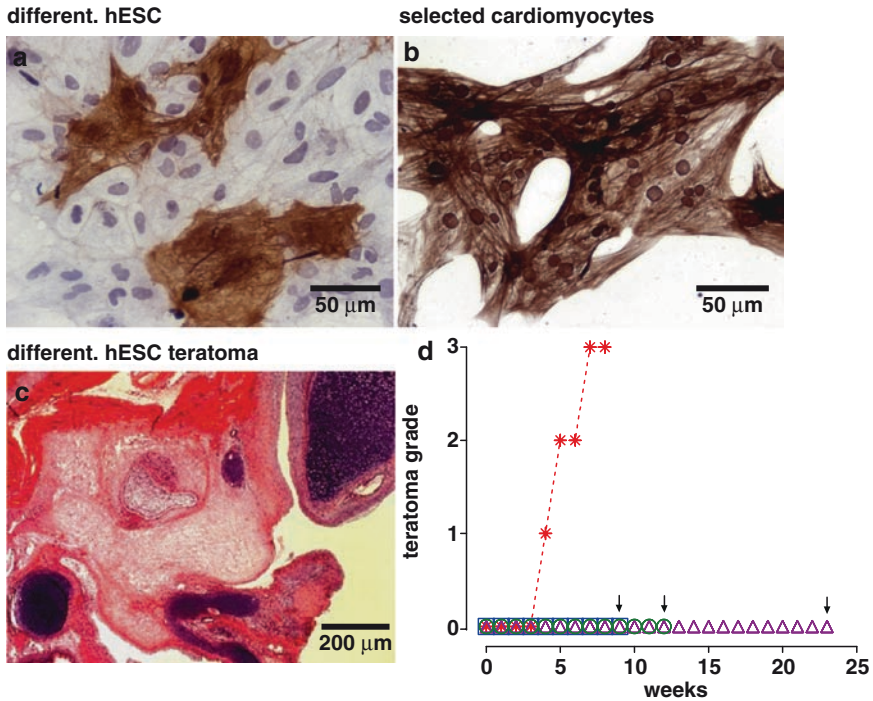 different. hESC
selected cardiomyocytes
a
b
50 μm
50 μm
different. hESC teratoma
c
200 μm
d
teratoma grade
3
2
1
0
0
5
10
15
20
25
weeks